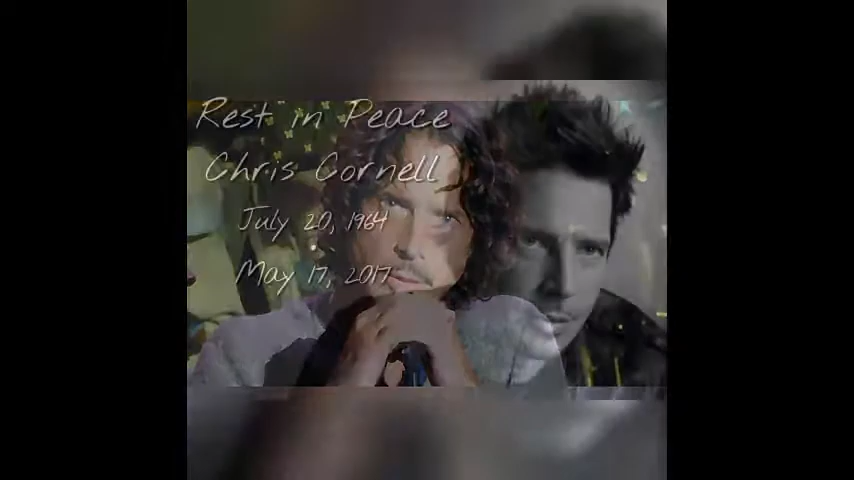 Rest in Peace
Chris Cornell
July 20, 1964
May 17, 2017